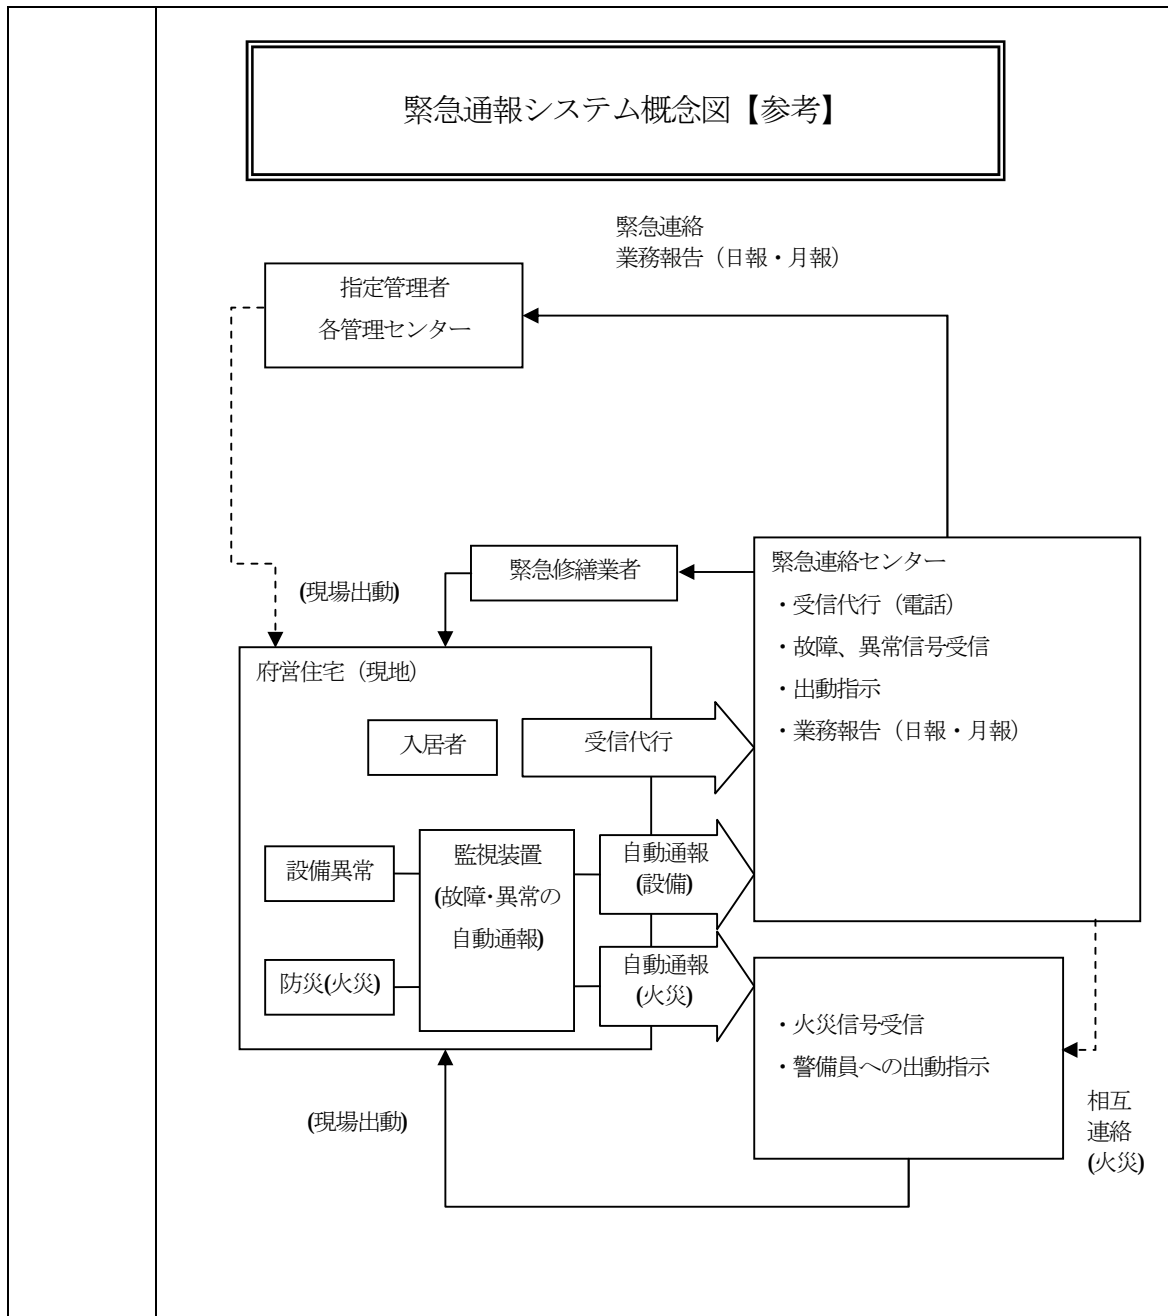 緊急通報システム概念図【参考】
緊急連絡
業務報告（日報・月報）
指定管理者
各管理センター
緊急修繕業者
(現場出動)
緊急連絡センター
・受信代行（電話）
・故障、異常信号受信
・出動指示
・業務報告（日報・月報）
府営住宅（現地）
入居者
受信代行
設備異常
監視装置
(故障･異常の
自動通報)
自動通報
(設備)
防災(火災)
自動通報
(火災)
・火災信号受信
・警備員への出動指示
(現場出動)
相互
連絡
(火災)